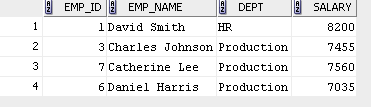 EMP_ID EMP_NAME DEPT SALARY
1 1 David Smith HR 8200
2 3 Charles Johnson Production 7455
3 7 Catherine Lee Production 7560
4 6 Daniel Harris Production 7035